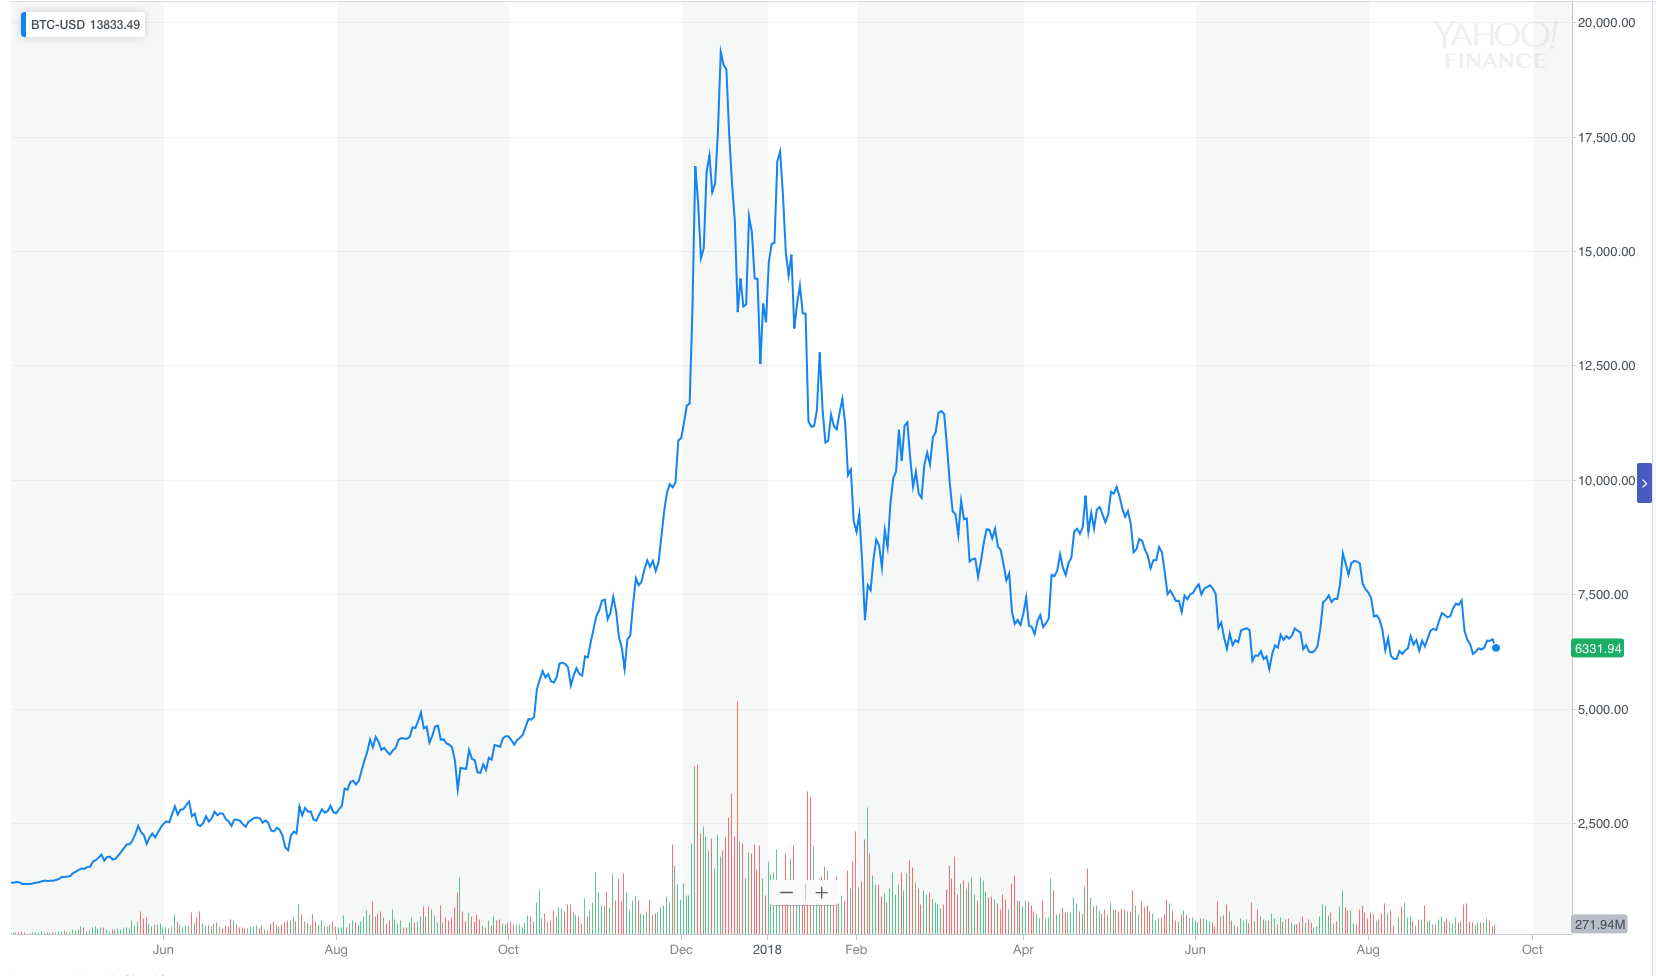 BTC-USD 13833.49
YAHOO!
FINANCE
20,000.00
17,500.00
15,000.00
12,500.00
10,000.00
7,500.00
6331.94
5,000.00
2,500.00
271.94M
Jun Aug Oct Dec 2018 Feb Apr Jun Aug Oct